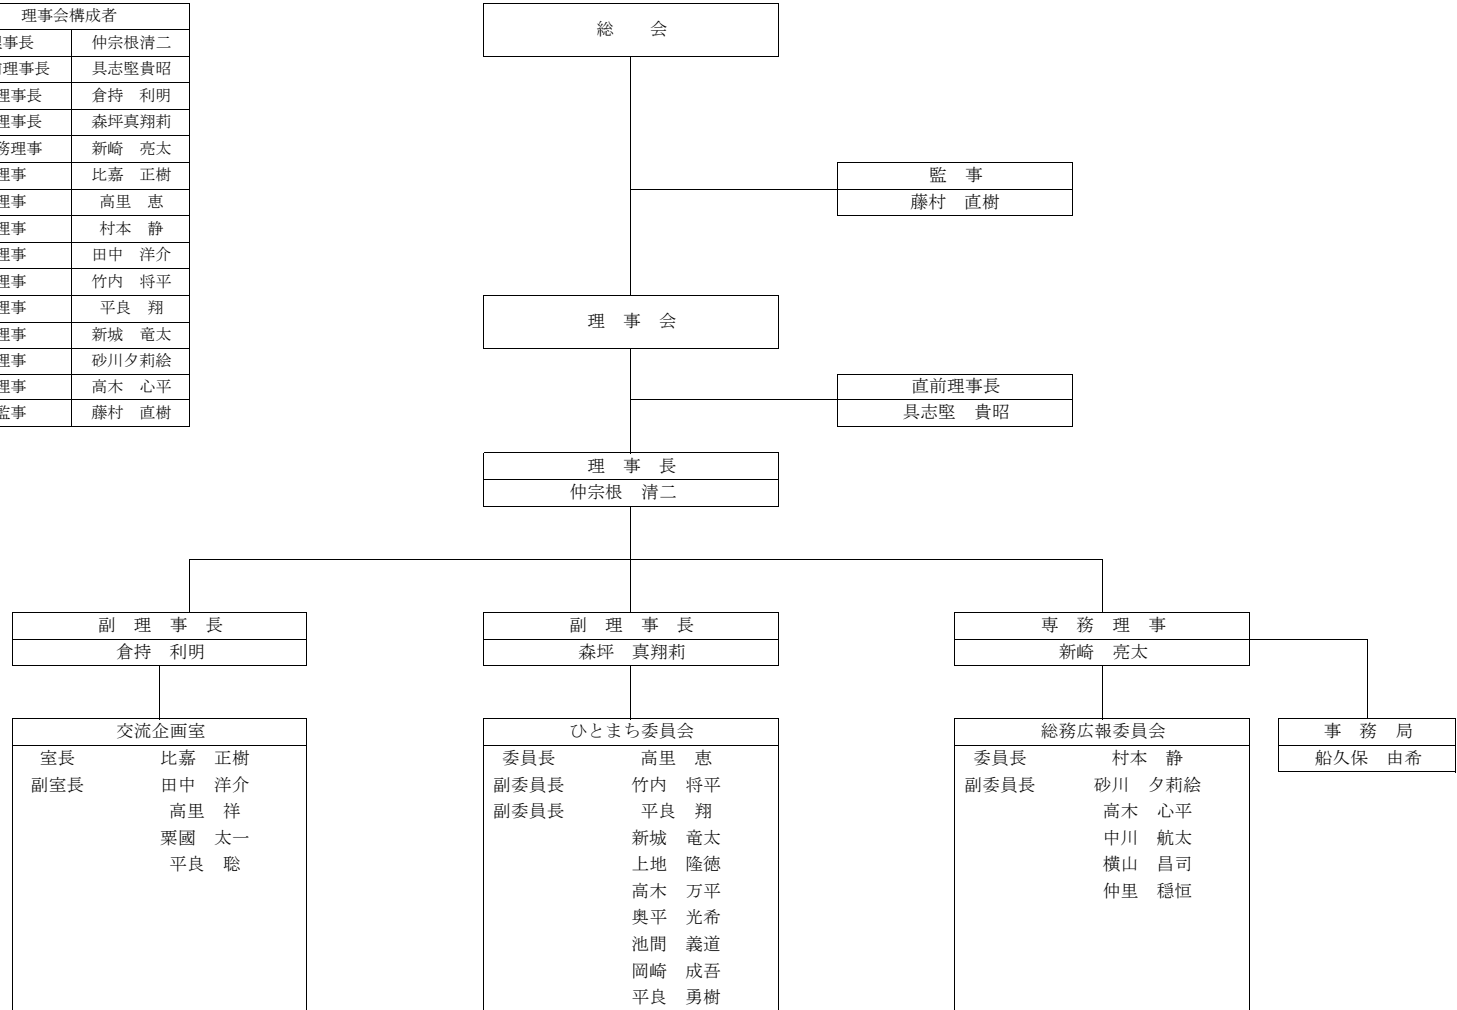 理事会構成者
事長 仲宗根清二
理事長 具志堅貴昭
理事長 倉持 利明
理事長 森坪真翔莉
務理事 新崎 亮太
理事 比嘉 正樹
理事 高里 恵
理事 村本 静
理事 田中 洋介
理事 竹内 将平
理事 平良 翔
理事 新城 竜太
理事 砂川夕莉絵
理事 高木 心平
監事 藤村 直樹
総 会
監 事
藤村 直樹
理 事 会
直前理事長
具志堅 貴昭
理 事 長
仲宗根 清二
副 理 事 長
倉持 利明
副 理 事 長
森坪 真翔莉
専 務 理 事
新崎 亮太
交流企画室
室長 比嘉 正樹
副室長 田中 洋介
高里 祥
粟國 太一
平良 聡
ひとまち委員会
委員長 高里 恵
副委員長 竹内 将平
副委員長 平良 翔
新城 竜太
上地 隆徳
高木 万平
奥平 光希
池間 義道
岡崎 成吾
平良 勇樹
総務広報委員会
委員長 村本 静
副委員長 砂川 夕莉絵
高木 心平
中川 航太
横山 昌司
仲里 穏恒
事 務 局
船久保 由希